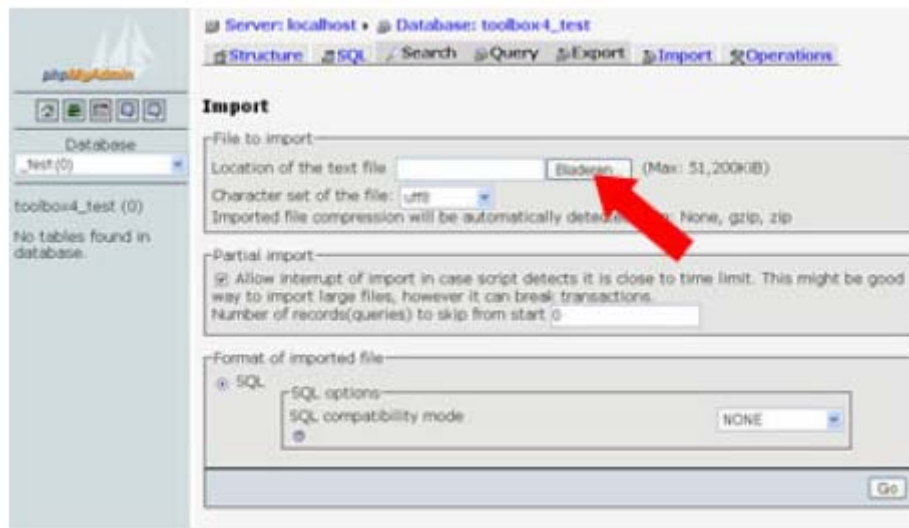 phpMyAdmin
Database
_test (0)
toolbox4_test (0)
No tables found in
database.
Server: localhost Database: toolbox4_test
Structure SQL Search Query Export Import Operations
Import
File to import
Location of the text file Bladeren... (Max: 51,200KiB)
Character set of the file: utf8
Imported file compression will be automatically None, gzip, zip
Partial import
Allow interrupt of import in case script detects it is close to time limit. This might be good
way to import large files, however it can break transactions.
Number of records(queries) to skip from start 0
Format of imported file
SQL
SQL options
SQL compatibility mode NONE
Go